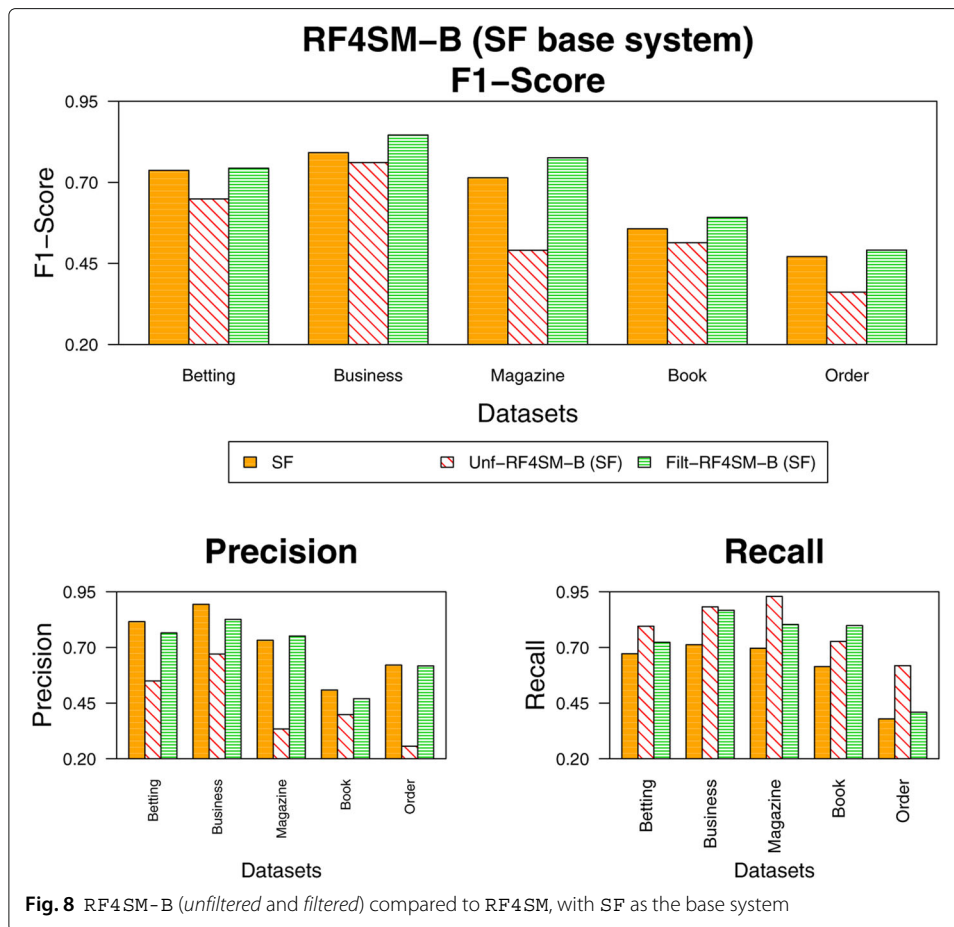 RF4SM–B (SF base system)
F1–Score
F1–Score
0.95
0.70
0.45
0.20
Betting Business Magazine Book Order
Datasets
SF Unf–RF4SM–B (SF) Filt–RF4SM–B (SF)
Precision
Precision
0.95
0.70
0.45
0.20
Betting
Business
Magazine
Book
Order
Datasets
Recall
Recall
0.95
0.70
0.45
0.20
Betting
Business
Magazine
Book
Order
Datasets
Fig. 8 RF4SM-B (unfiltered and filtered) compared to RF4SM, with SF as the base system